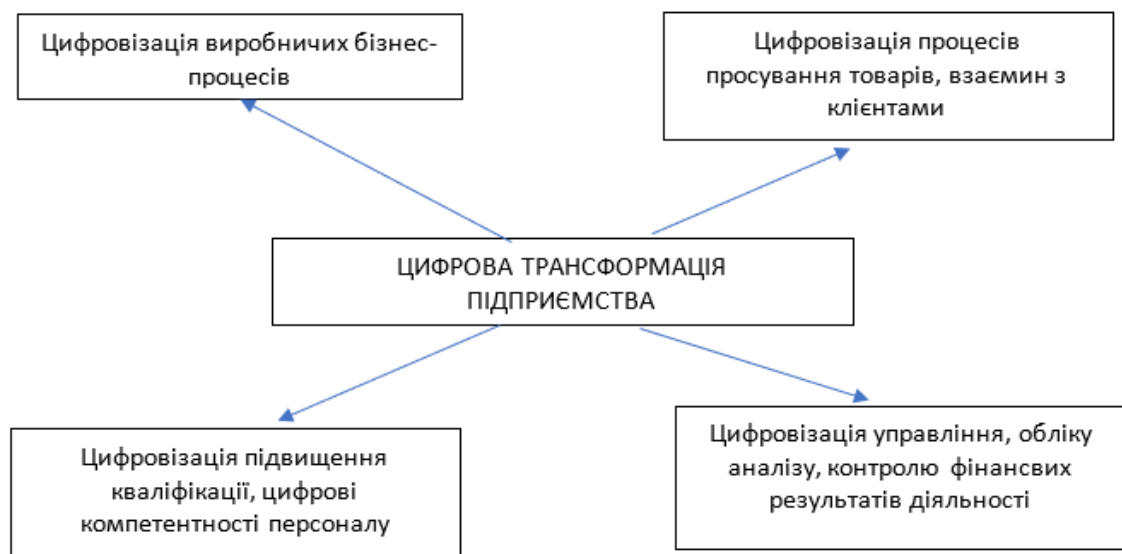 Цифровізація виробничих бізнес-
процесів
Цифровізація процесів
просування товарів, взаємин з
клієнтами
ЦИФРОВА ТРАНСФОРМАЦІЯ
ПІДПРИЄМСТВА
Цифровізація підвищення
кваліфікації, цифрові
компетентності персоналу
Цифровізація управління, обліку
аналізу, контролю фінансвих
результатів діяльності